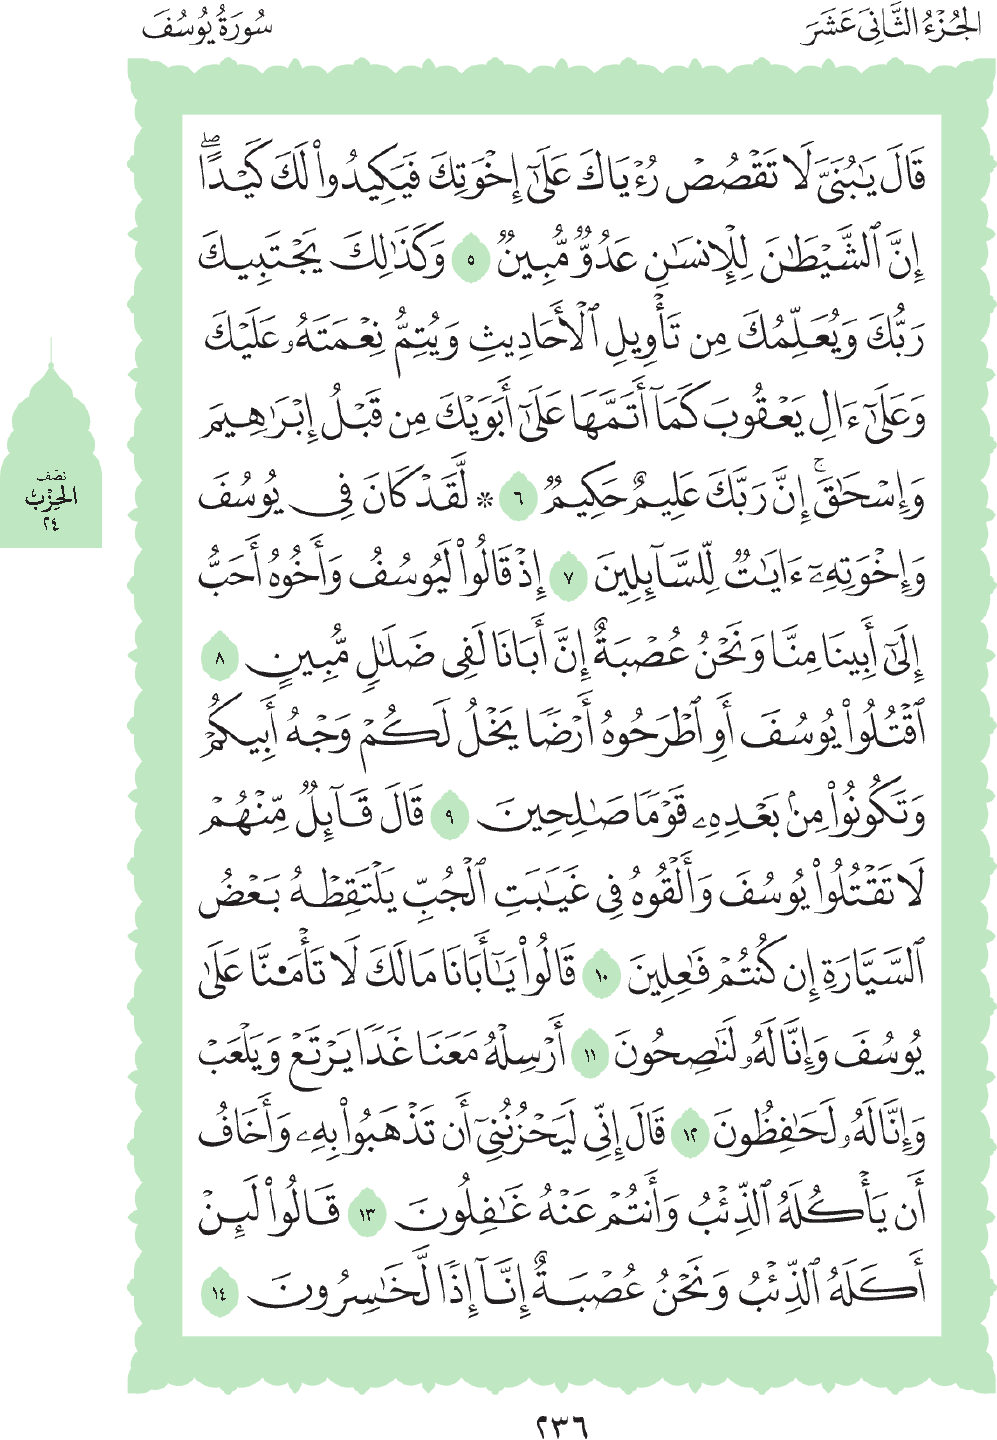 الجُزْءُ الثَّانِيَ عَشَرَ
سُورَةُ يُوسُفَ
قَالَ يَٰبُنَيَّ لَا تَقۡصُصۡ رُءۡيَاكَ عَلَىٰٓ إِخۡوَتِكَ فَيَكِيدُواْ لَكَ كَيۡدًاۖ
إِنَّ ٱلشَّيۡطَٰنَ لِلۡإِنسَٰنِ عَدُوّٞ مُّبِينٞ ٥ وَكَذَٰلِكَ يَجۡتَبِيكَ
رَبُّكَ وَيُعَلِّمُكَ مِن تَأۡوِيلِ ٱلۡأَحَادِيثِ وَيُتِمُّ نِعۡمَتَهُۥ عَلَيۡكَ
وَعَلَىٰٓ ءَالِ يَعۡقُوبَ كَمَآ أَتَمَّهَا عَلَىٰٓ أَبَوَيۡكَ مِن قَبۡلُ إِبۡرَٰهِيمَ
وَإِسۡحَٰقَۚ إِنَّ رَبَّكَ عَلِيمٌ حَكِيمٞ ٦ * لَّقَدۡ كَانَ فِي يُوسُفَ
وَإِخۡوَتِهِۦٓ ءَايَٰتٞ لِّلسَّآئِلِينَ ٧ إِذۡ قَالُواْ لَيُوسُفُ وَأَخُوهُ أَحَبُّ
إِلَىٰٓ أَبِينَا مِنَّا وَنَحۡنُ عُصۡبَةٌ إِنَّ أَبَانَا لَفِي ضَلَٰلٖ مُّبِينٍ ٨
ٱقۡتُلُواْ يُوسُفَ أَوِ ٱطۡرَحُوهُ أَرۡضٗا يَخۡلُ لَكُمۡ وَجۡهُ أَبِيكُمۡ
وَتَكُونُواْ مِنۢ بَعۡدِهِۦ قَوۡمٗا صَٰلِحِينَ ٩ قَالَ قَآئِلٞ مِّنۡهُمۡ
لَا تَقۡتُلُواْ يُوسُفَ وَأَلۡقُوهُ فِي غَيَٰبَتِ ٱلۡجُبِّ يَلۡتَقِطۡهُ بَعۡضُ
ٱلسَّيَّارَةِ إِن كُنتُمۡ فَٰعِلِينَ ١٠ قَالُواْ يَٰٓأَبَانَا مَا لَكَ لَا تَأۡمَ۬نَّا عَلَىٰ
يُوسُفَ وَإِنَّا لَهُۥ لَنَٰصِحُونَ ١١ أَرۡسِلۡهُ مَعَنَا غَدٗا يَرۡتَعۡ وَيَلۡعَبۡ
وَإِنَّا لَهُۥ لَحَٰفِظُونَ ١٢ قَالَ إِنِّي لَيَحۡزُنُنِيٓ أَن تَذۡهَبُواْ بِهِۦ وَأَخَافُ
أَن يَأۡكُلَهُ ٱلذِّئۡبُ وَأَنتُمۡ عَنۡهُ غَٰفِلُونَ ١٣ قَالُواْ لَئِنۡ
أَكَلَهُ ٱلذِّئۡبُ وَنَحۡنُ عُصۡبَةٌ إِنَّآ إِذٗا لَّخَٰسِرُونَ ١٤
نصف
الحِزْبُ
٢٤
٢٣٦